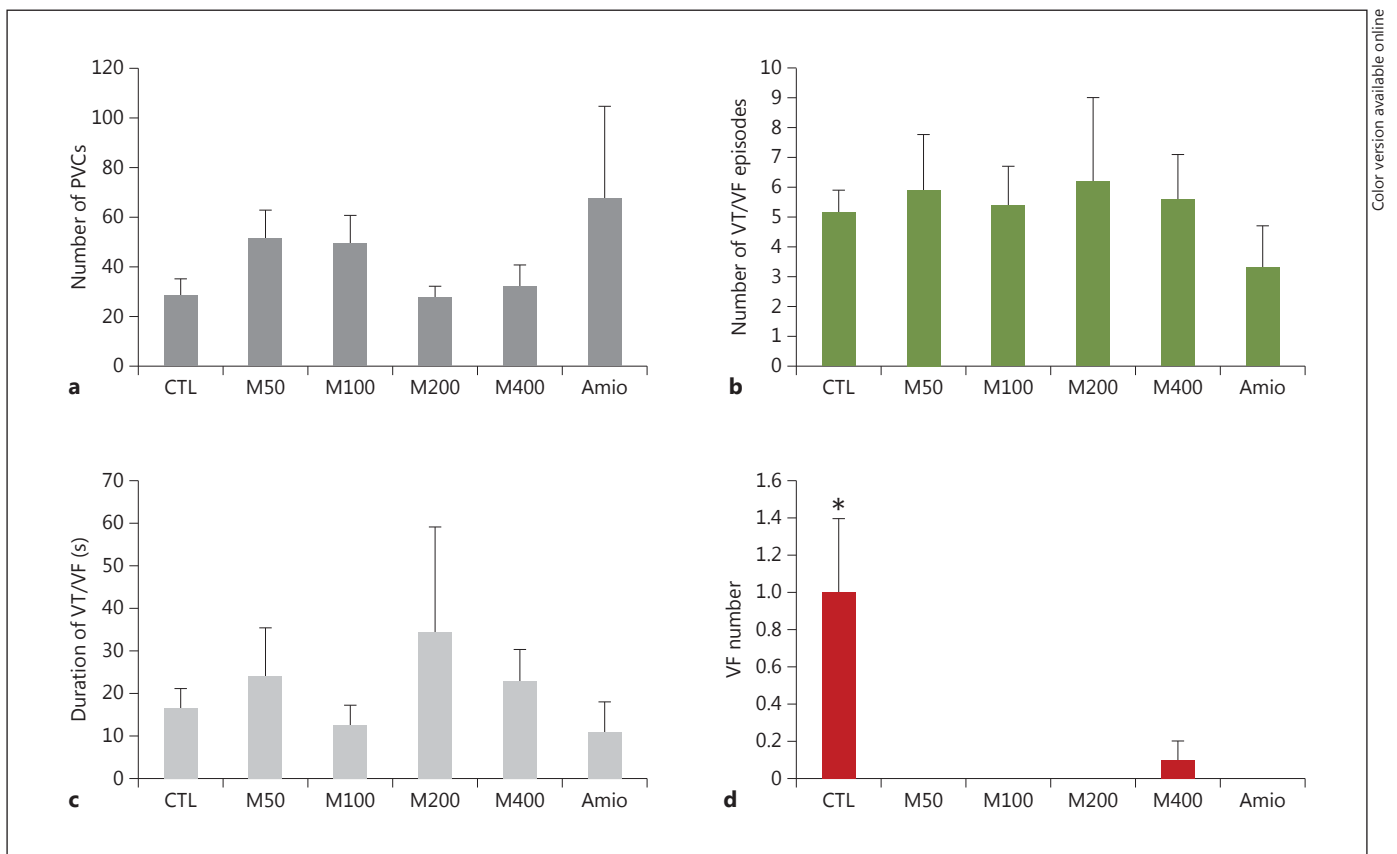 Color version available online
Number of PVCs
120
100
80
60
40
20
0
a
CTL M50 M100 M200 M400 Amio
Number of VT/VF episodes
10
9
8
7
6
5
4
3
2
1
0
b
CTL M50 M100 M200 M400 Amio
Duration of VT/VF (s)
70
60
50
40
30
20
10
0
c
CTL M50 M100 M200 M400 Amio
VF number
1.6
1.4
1.2
1.0
0.8
0.6
0.4
0.2
0
*
d
CTL M50 M100 M200 M400 Amio